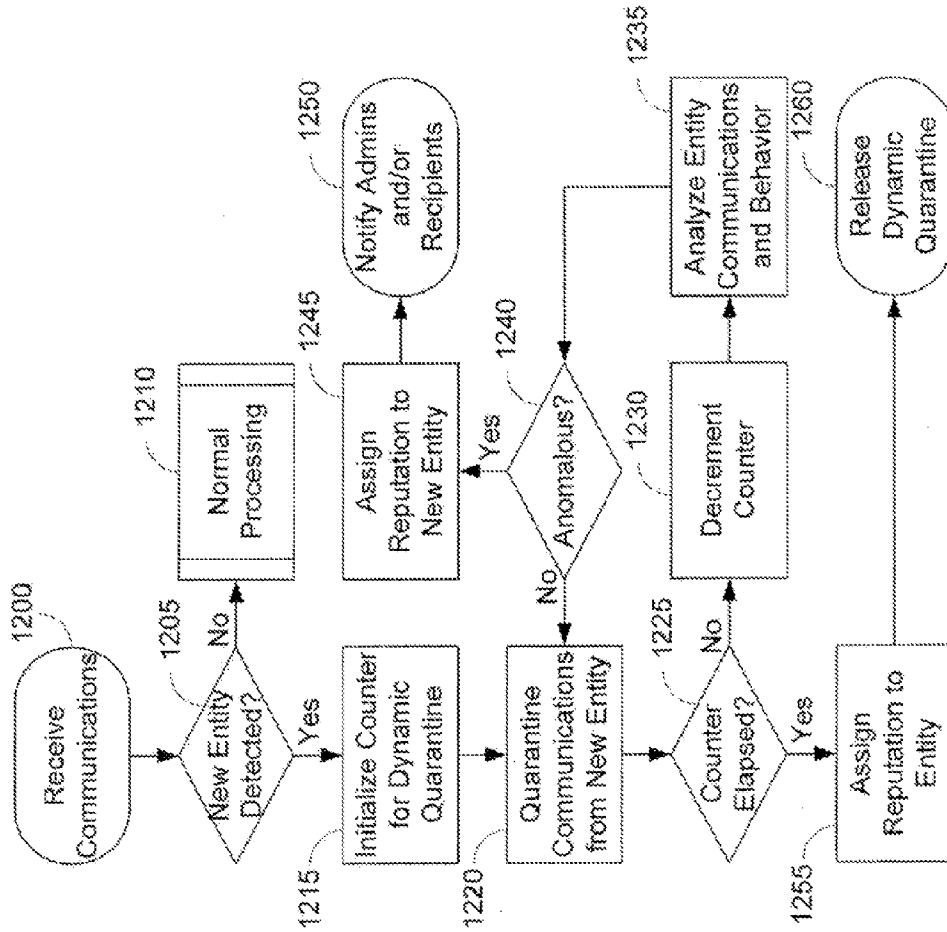 1200
Receive
Communications
1205
New Entity
Detected?
No
Yes
1210
Normal
Processing
1215
Initialize Counter
for Dynamic
Quarantine
1220
Quarantine
Communications
from New Entity
1225
Counter
Elapsed?
No
Yes
1230
Decrement
Counter
1235
Analyze Entity
Communications
and Behavior
1240
Anomalous?
No
Yes
1245
Assign
Reputation to
New Entity
1250
Notify Admins
and/or
Recipients
1255
Assign
Reputation to
Entity
1260
Release
Dynamic
Quarantine